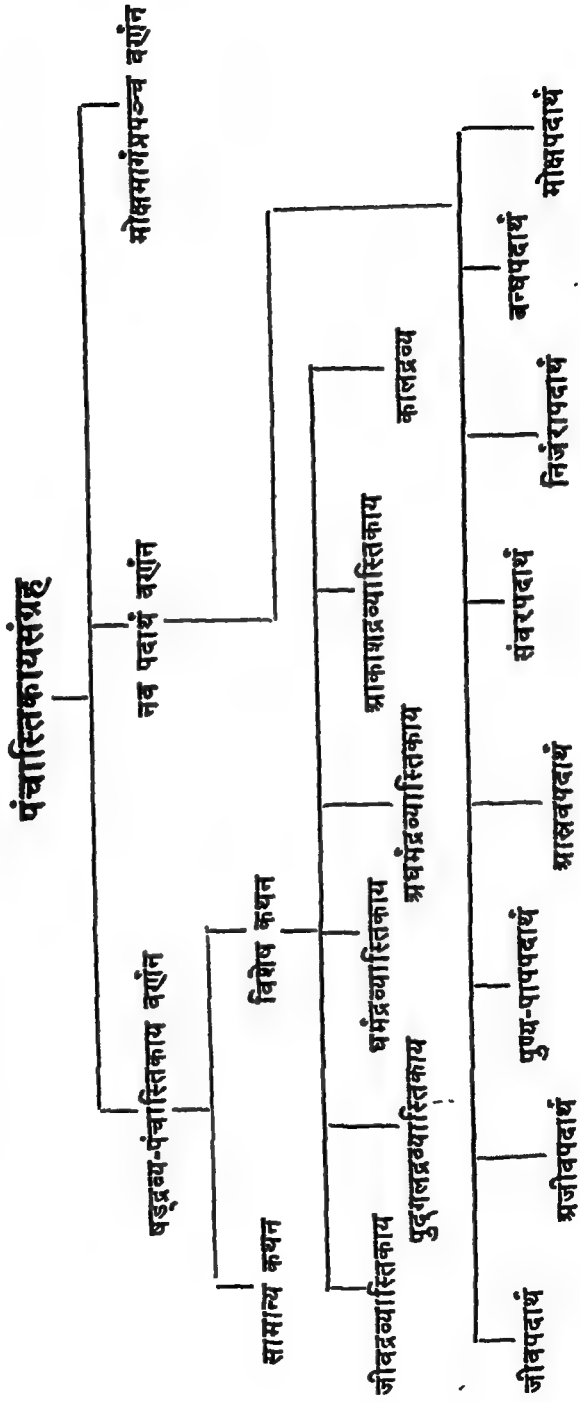 पंचास्तिकायसंग्रह
षड्द्रव्य-पंचास्तिकाय वर्णन
नव पदार्थ वर्णन
मोक्षमार्गप्रपञ्च वर्णन
सामान्य कथन
विशेष कथन
जीवद्रव्यास्तिकाय
पुद्गलद्रव्यास्तिकाय
धर्मद्रव्यास्तिकाय
अधर्मद्रव्यास्तिकाय
आकाशद्रव्यास्तिकाय
कालद्रव्य
जीवपदार्थ
अजीवपदार्थ
पुण्य-पापपदार्थ
आस्रवपदार्थ
संवरपदार्थ
निर्जरापदार्थ
बन्धपदार्थ
मोक्षपदार्थ